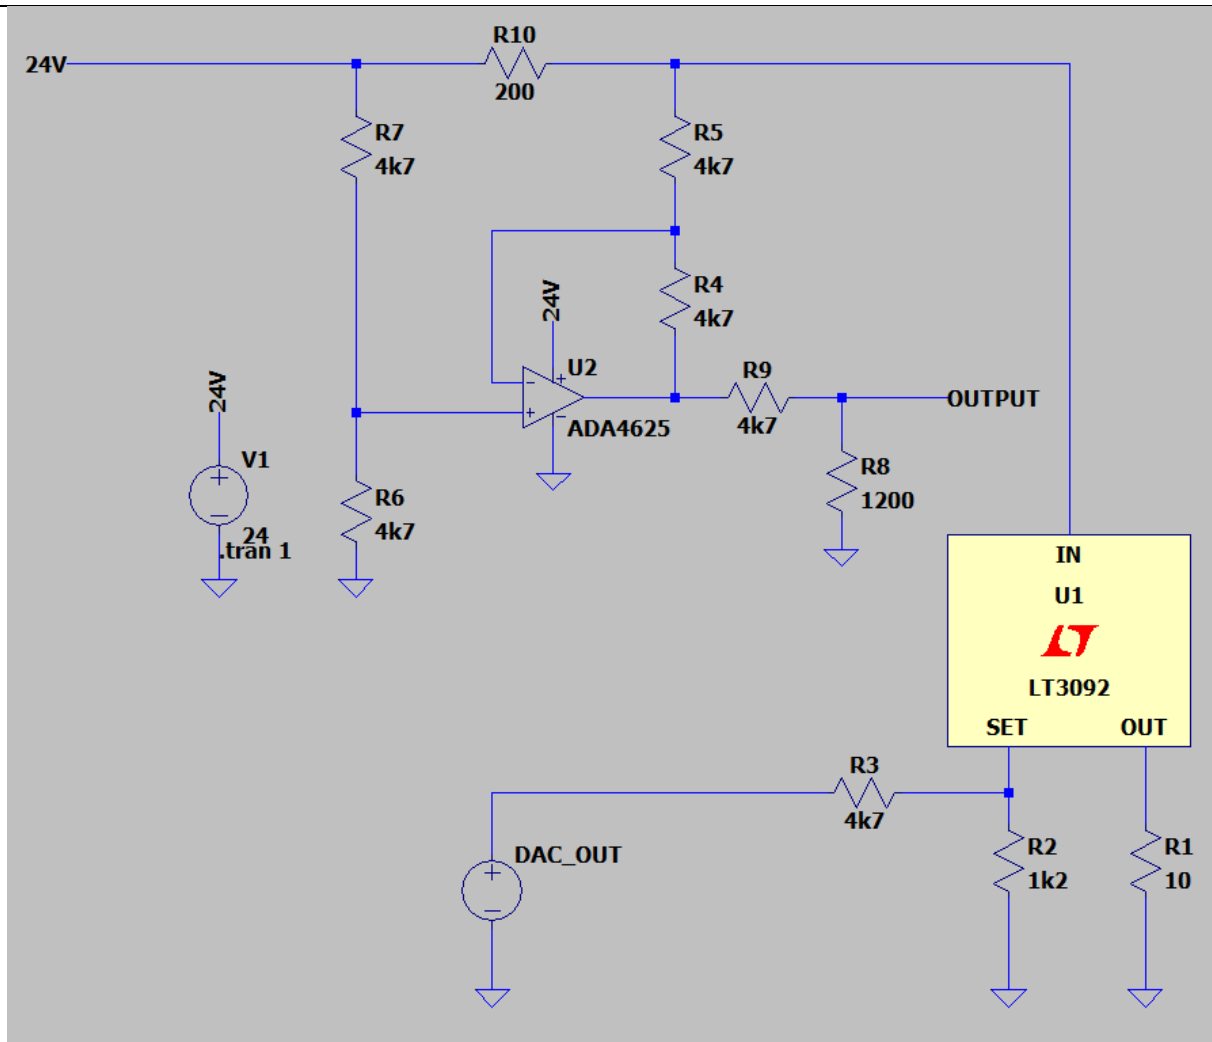 R10
24V
200
R7
4k7
R5
4k7
R4
4k7
24V
U2
ADA4625
R9
4k7
OUTPUT
24V
V1
24
.tran 1
R6
4k7
R8
1200
IN
U1
LT3092
SET
OUT
R3
4k7
DAC_OUT
R2
1k2
R1
10